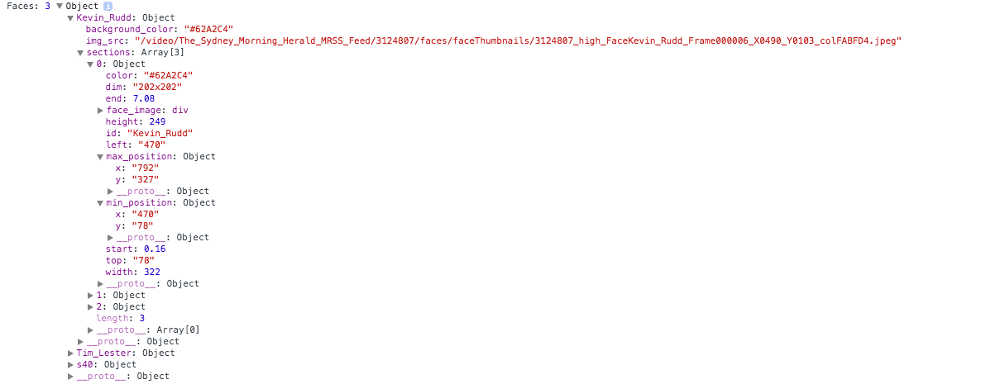 Faces: 3 ▼Object i
▼Kevin_Rudd: Object
background_color: "#62A2C4"
img_src: "/video/The_Sydney_Morning_Herald_MRSS_Feed/3124807/faces/faceThumbnails/3124807_high_FaceKevin_Rudd_Frame000006_X0490_Y0103_colFABFD4.jpeg"
▼sections: Array[3]
▼0: Object
color: "#62A2C4"
dim: "202x202"
end: 7.08
▶face_image: div
height: 249
id: "Kevin_Rudd"
left: "470"
▼max_position: Object
x: "792"
y: "327"
▶__proto__: Object
▼min_position: Object
x: "470"
y: "78"
▶__proto__: Object
start: 0.16
top: "78"
width: 322
▶__proto__: Object
▶1: Object
▶2: Object
length: 3
▶__proto__: Array[0]
▶__proto__: Object
▶Tim_Lester: Object
▶s40: Object
▶__proto__: Object